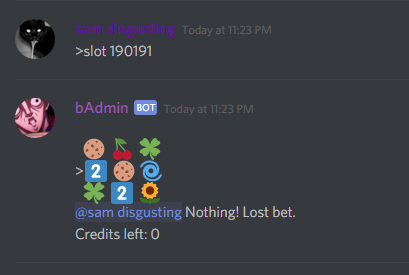 sam disgusting Today at 11:23 PM
>slot 190191
bAdmin BOT Today at 11:23 PM
🍪 🍒 🍀
>2️⃣ 🍪 🌀
🍀 2️⃣ 🌻
@sam disgusting Nothing! Lost bet.
Credits left: 0